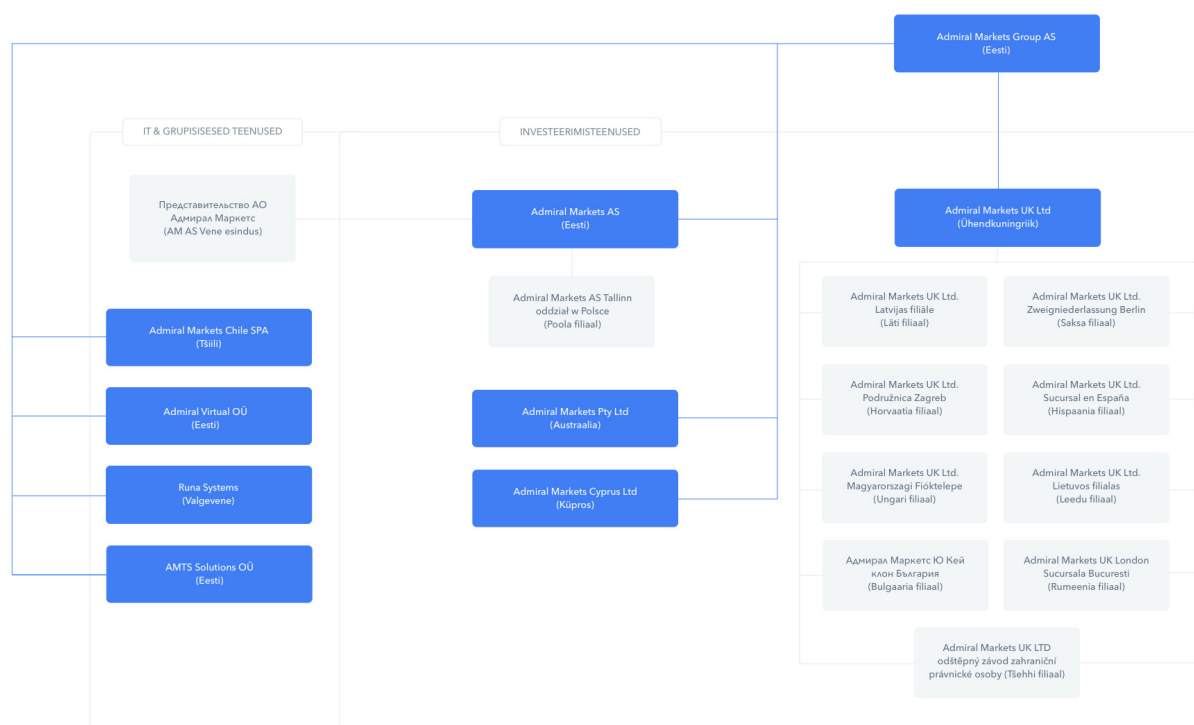 Admiral Markets Group AS
(Eesti)
IT & GRUPISISESED TEENUSED
INVESTEERIMISTEENUSED
Представительство АО
Адмирал Маркетс
(AM AS Vene esindus)
Admiral Markets Chile SPA
(Tšiili)
Admiral Virtual OÜ
(Eesti)
Runa Systems
(Valgevene)
AMTS Solutions OÜ
(Eesti)
Admiral Markets AS
(Eesti)
Admiral Markets AS Tallinn
oddział w Polsce
(Poola filiaal)
Admiral Markets Pty Ltd
(Austraalia)
Admiral Markets Cyprus Ltd
(Küpros)
Admiral Markets UK Ltd
(Ühendkuningriik)
Admiral Markets UK Ltd.
Latvijas filiāle
(Läti filiaal)
Admiral Markets UK Ltd.
Zweigniederlassung Berlin
(Saksa filiaal)
Admiral Markets UK Ltd.
Podružnica Zagreb
(Horvaatia filiaal)
Admiral Markets UK Ltd.
Sucursal en España
(Hispaania filiaal)
Admiral Markets UK Ltd.
Magyarorszagi Fióktelepe
(Ungari filiaal)
Admiral Markets UK Ltd.
Lietuvos filialas
(Leedu filiaal)
Адмирал Маркетс Ю Кей
клон България
(Bulgaaria filiaal)
Admiral Markets UK London
Sucursala Bucuresti
(Rumeenia filiaal)
Admiral Markets UK LTD
odštěpný závod zahraniční
právnické osoby (Tšehhi filiaal)